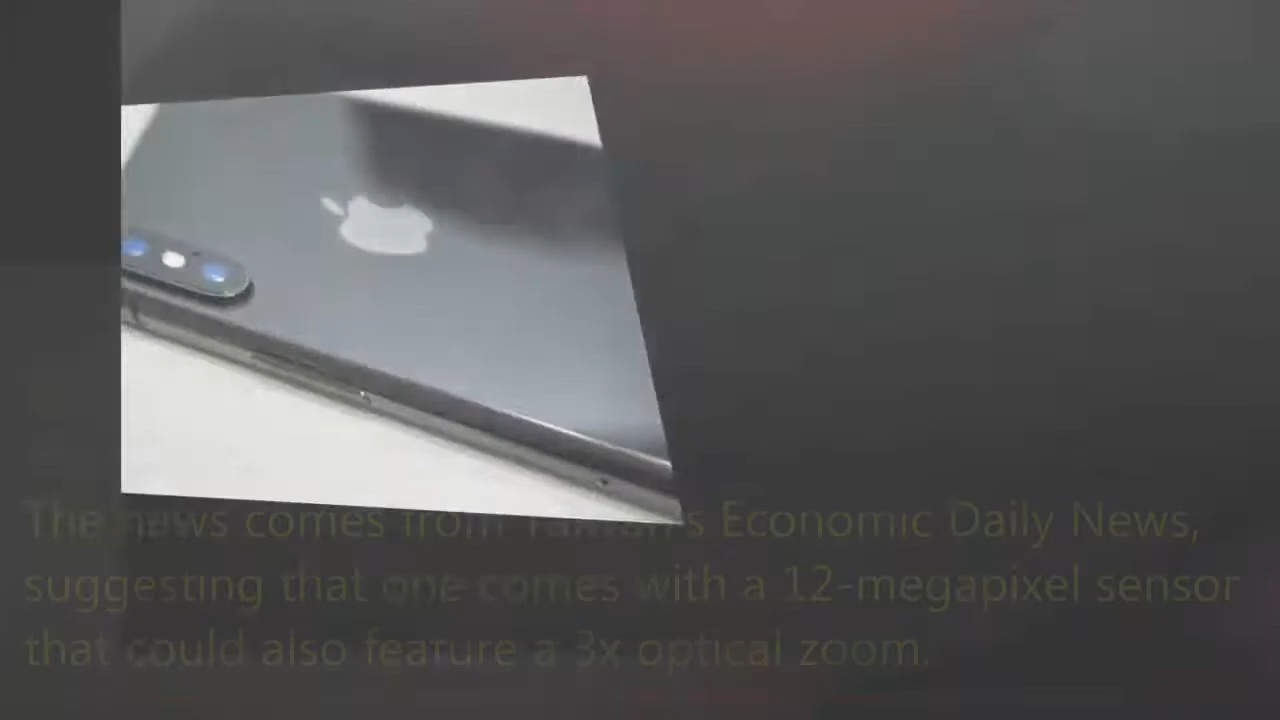 The news comes from Taiwan's Economic Daily News,
suggesting that one comes with a 12-megapixel sensor
that could also feature a 3x optical zoom.